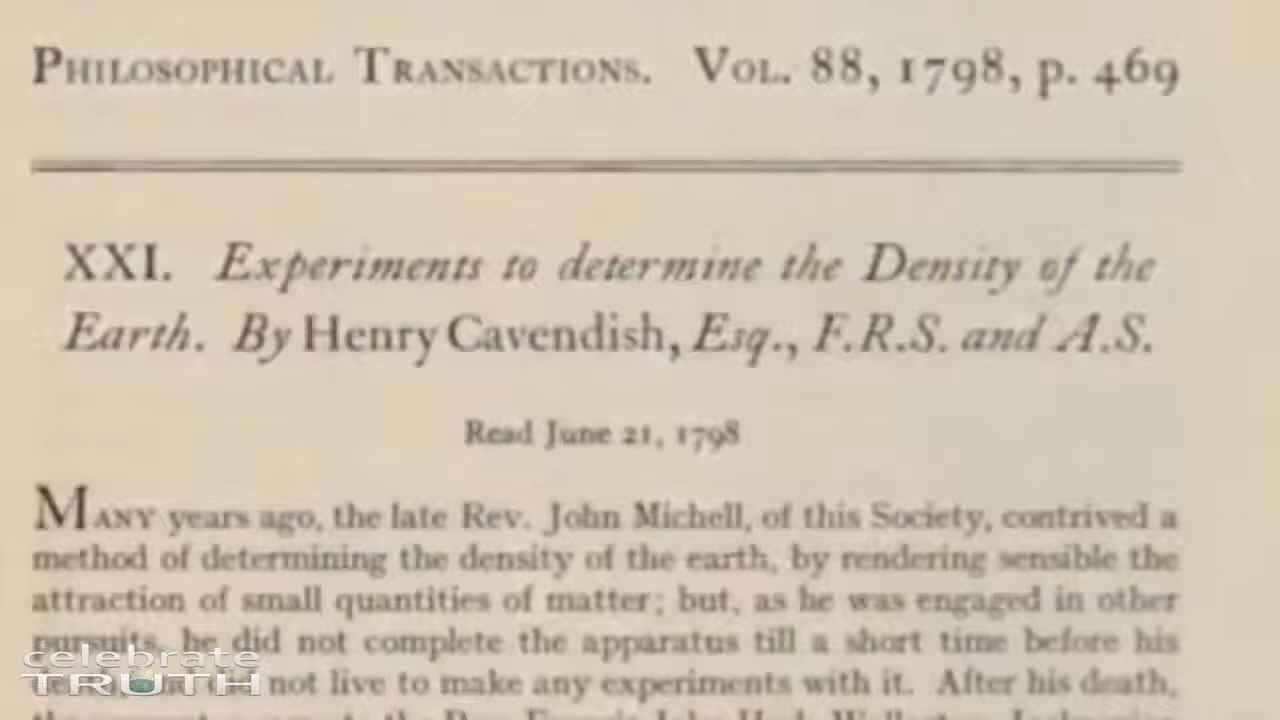 PHILOSOPHICAL TRANSACTIONS. VOL. 88, 1798, p. 469
XXI. Experiments to determine the Density of the
Earth. By Henry Cavendish, Esq., F.R.S. and A.S.
Read June 21, 1798
MANY years ago, the late Rev. John Michell, of this Society, contrived a
method of determining the density of the earth, by rendering sensible the
attraction of small quantities of matter; but, as he was engaged in other
pursuits, he did not complete the apparatus till a short time before his
not live to make any experiments with it. After his death,
celebrate
TRUTH